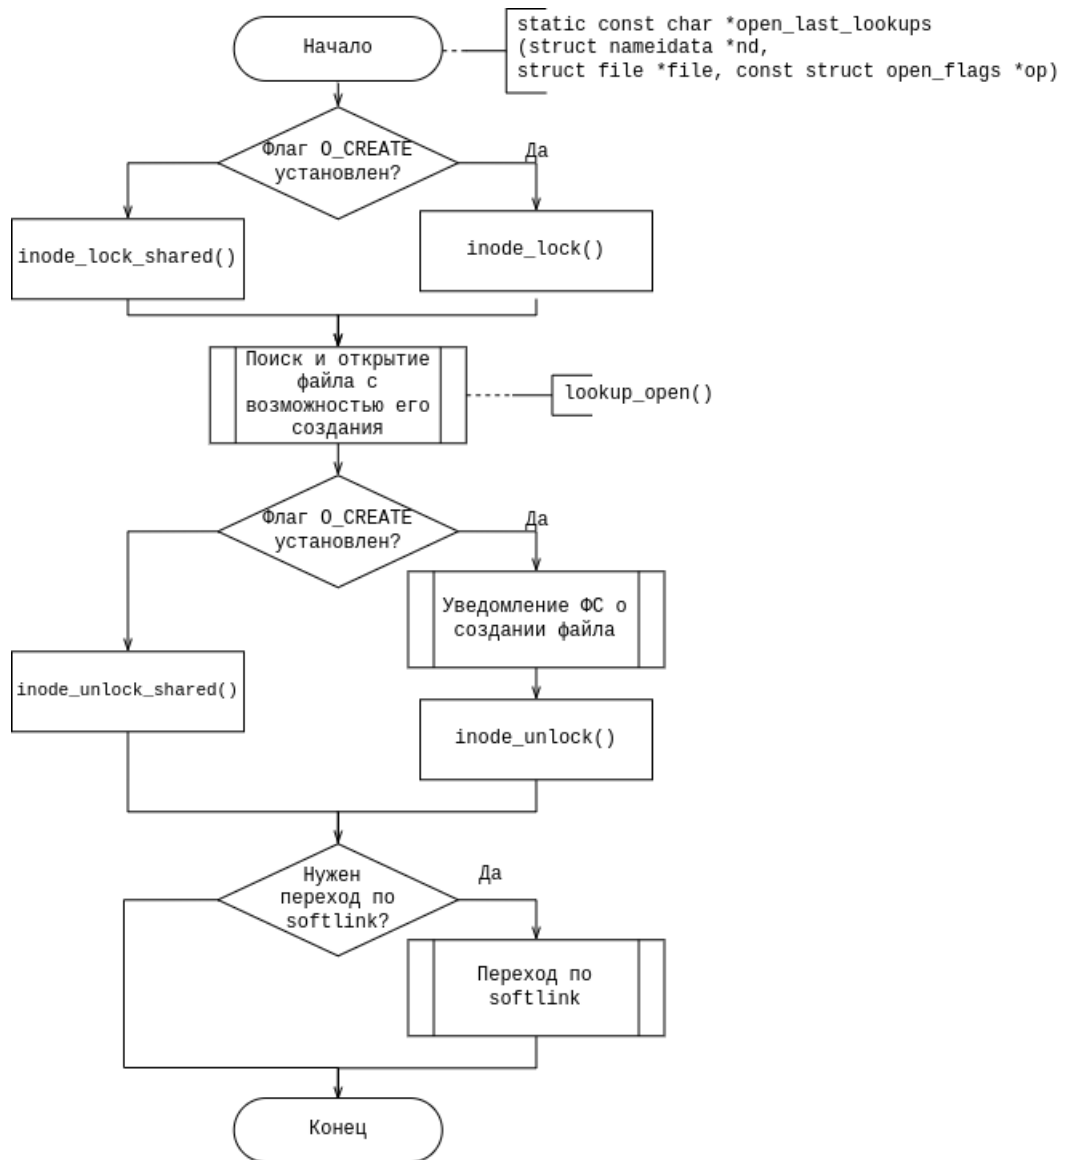 Начало
static const char *open_last_lookups
(struct nameidata *nd,
struct file *file, const struct open_flags *op)
Флаг O_CREATE
установлен?
Да
inode_lock_shared()
inode_lock()
Поиск и открытие
файла с
возможностью его
создания
lookup_open()
Флаг O_CREATE
установлен?
Да
Уведомление ФС о
создании файла
inode_unlock_shared()
inode_unlock()
Нужен
переход по
softlink?
Да
Переход по
softlink
Конец